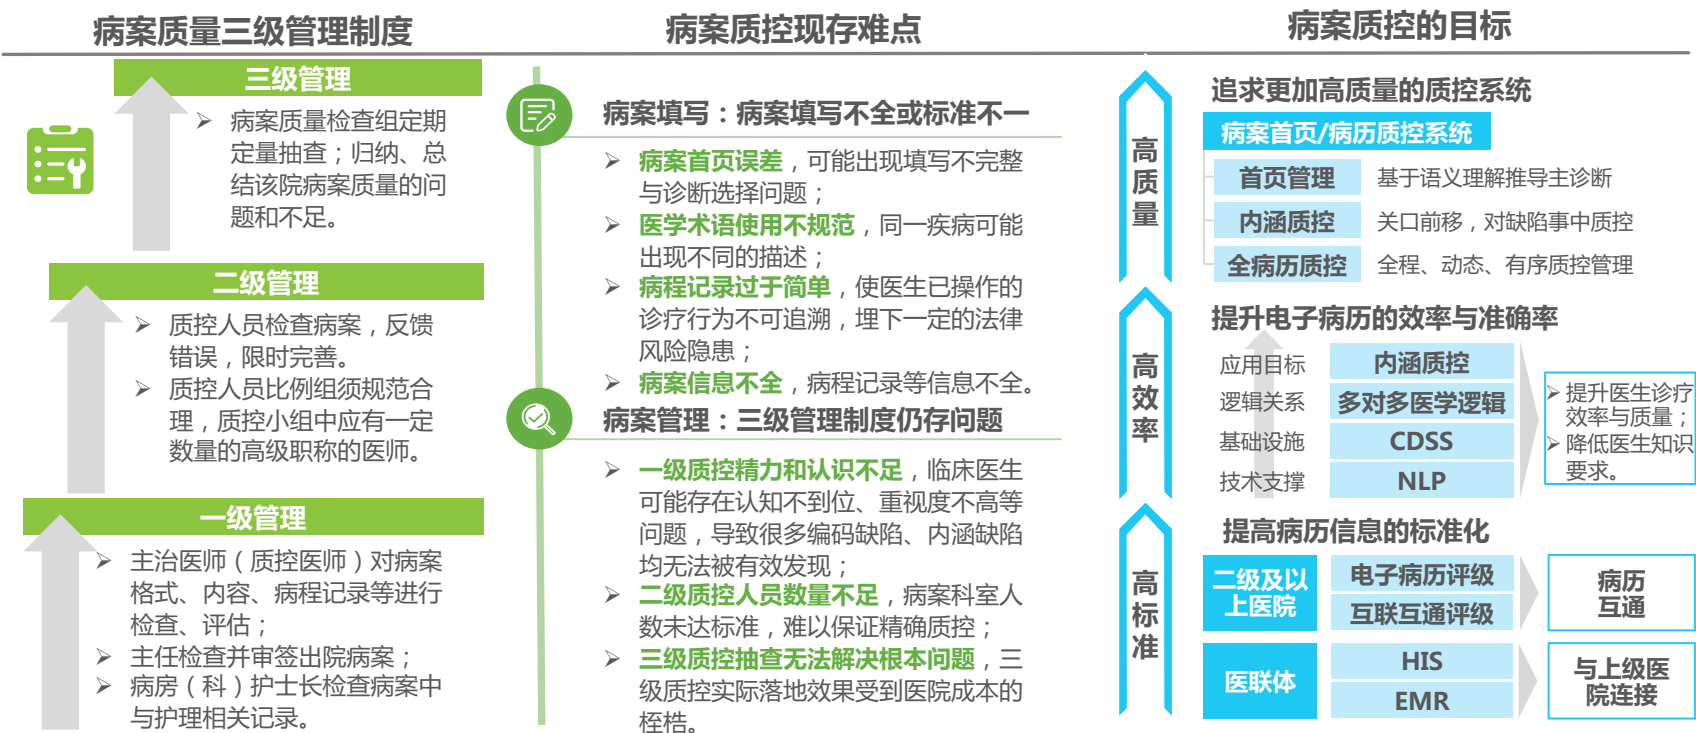 病案质量三级管理制度
三级管理
病案质量检查组定期
定量抽查；归纳、总
结该院病案质量的问
题和不足。
二级管理
质控人员检查病案，反馈
错误，限时完善。
质控人员比例组须规范合
理，质控小组中应有一定
数量的高级职称的医师。
一级管理
主治医师（质控医师）对病案
格式、内容、病程记录等进行
检查、评估；
主任检查并审签出院病案；
病房（科）护士长检查病案中
与护理相关记录。
病案质控现存难点
病案填写：病案填写不全或标准不一
病案首页误差，可能出现填写不完整
与诊断选择问题；
医学术语使用不规范，同一疾病可能
出现不同的描述；
病程记录过于简单，使医生已操作的
诊疗行为不可追溯，埋下一定的法律
风险隐患；
病案信息不全，病程记录等信息不全。
病案管理：三级管理制度仍存问题
一级质控精力和认识不足，临床医生
可能存在认知不到位、重视度不高等
问题，导致很多编码缺陷、内涵缺陷
均无法被有效发现；
二级质控人员数量不足，病案科室人
数未达标准，难以保证精确质控；
三级质控抽查无法解决根本问题，三
级质控实际落地效果受到医院成本的
桎梏。
病案质控的目标
高质量
追求更加高质量的质控系统
病案首页/病历质控系统
首页管理 基于语义理解推导主诊断
内涵质控 关口前移，对缺陷事中质控
全病历质控 全程、动态、有序质控管理
高效率
提升电子病历的效率与准确率
应用目标 内涵质控
逻辑关系 多对多医学逻辑
基础设施 CDSS
技术支撑 NLP
提升医生诊疗
效率与质量；
降低医生知识
要求。
高标准
提高病历信息的标准化
二级及以
上医院
电子病历评级
互联互通评级
病历
互通
医联体
HIS
EMR
与上级医
院连接